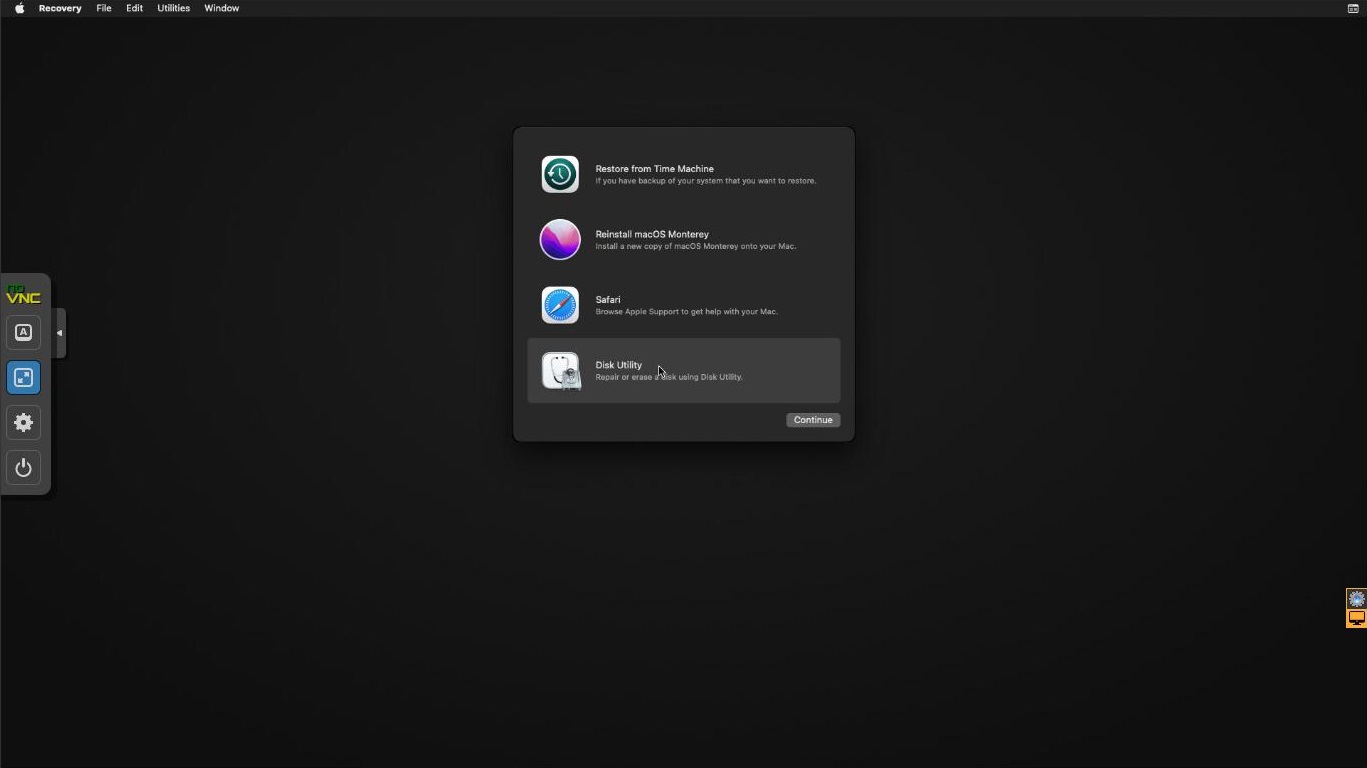 Recovery File Edit Utilities Window
Restore from Time Machine
If you have backup of your system that you want to restore.
Reinstall macOS Monterey
Install a new copy of macOS Monterey onto your Mac.
Safari
Browse Apple Support to get help with your Mac.
Disk Utility
Repair or erase a disk using Disk Utility.
Continue
no
VNC
A